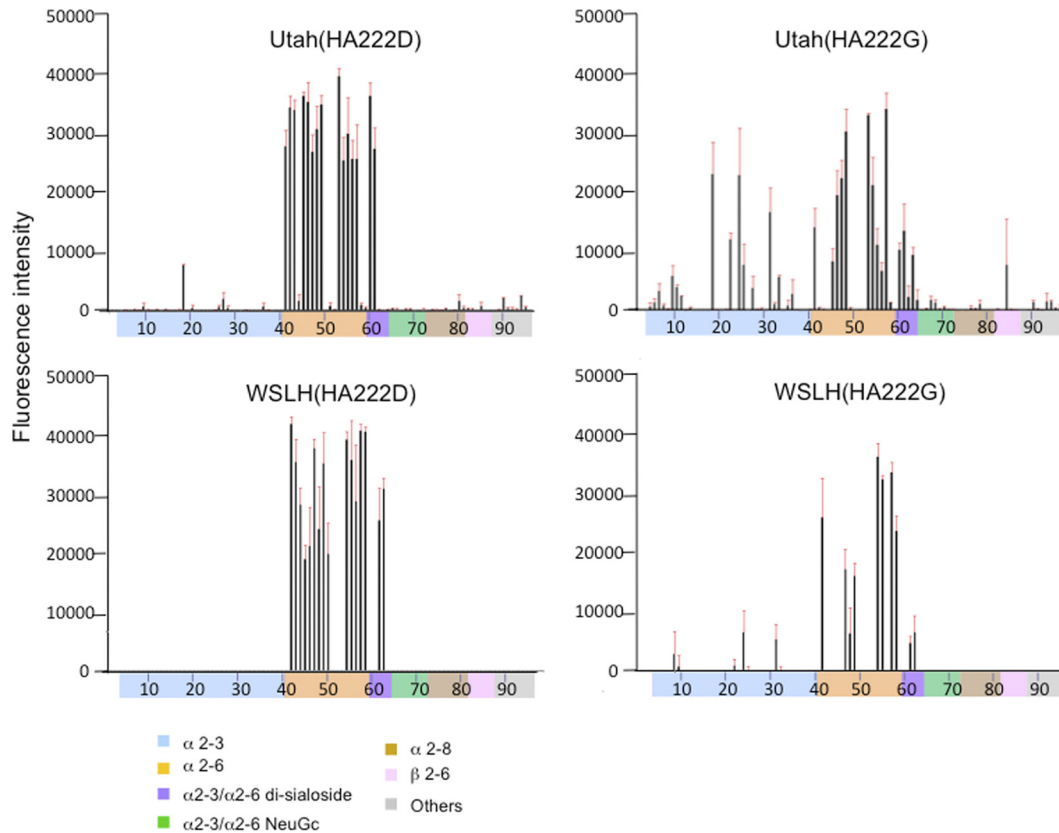 Fluorescence intensity
Utah(HA222D)
50000
40000
30000
20000
10000
0
10 20 30 40 50 60 70 80 90
Utah(HA222G)
50000
40000
30000
20000
10000
0
10 20 30 40 50 60 70 80 90
WSLH(HA222D)
50000
40000
30000
20000
10000
0
10 20 30 40 50 60 70 80 90
WSLH(HA222G)
50000
40000
30000
20000
10000
0
10 20 30 40 50 60 70 80 90
α 2-3
α 2-6
α2-3/α2-6 di-sialoside
α2-3/α2-6 NeuGc
α 2-8
β 2-6
Others